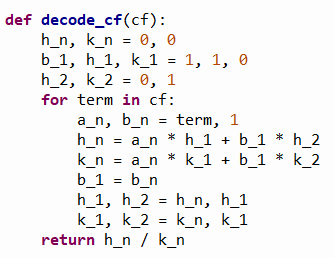 def decode_cf(cf):
    h_n, k_n = 0, 0
    b_1, h_1, k_1 = 1, 1, 0
    h_2, k_2 = 0, 1
    for term in cf:
        a_n, b_n = term, 1
        h_n = a_n * h_1 + b_1 * h_2
        k_n = a_n * k_1 + b_1 * k_2
        b_1 = b_n
        h_1, h_2 = h_n, h_1
        k_1, k_2 = k_n, k_1
    return h_n / k_n